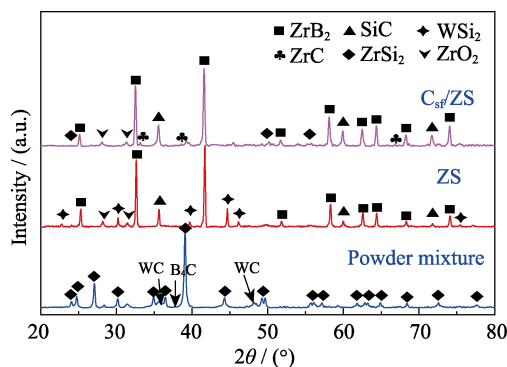 ZrB₂ SiC WSi₂
ZrC ZrSi₂ ZrO₂
C_sf/ZS
ZS
Powder mixture
WC
B₄C
WC
Intensity / (a.u.)
20 30 40 50 60 70 80
2θ / (°)